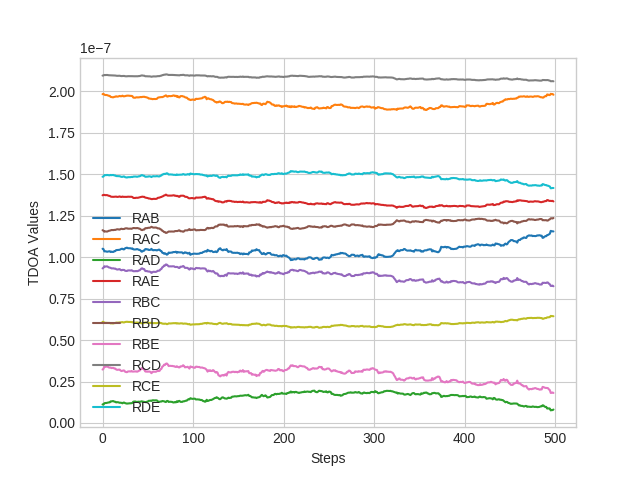 1e−7
2.00
1.75
1.50
1.25
1.00
0.75
0.50
0.25
0.00
TDOA Values
RAB
RAC
RAD
RAE
RBC
RBD
RBE
RCD
RCE
RDE
0 100 200 300 400 500
Steps